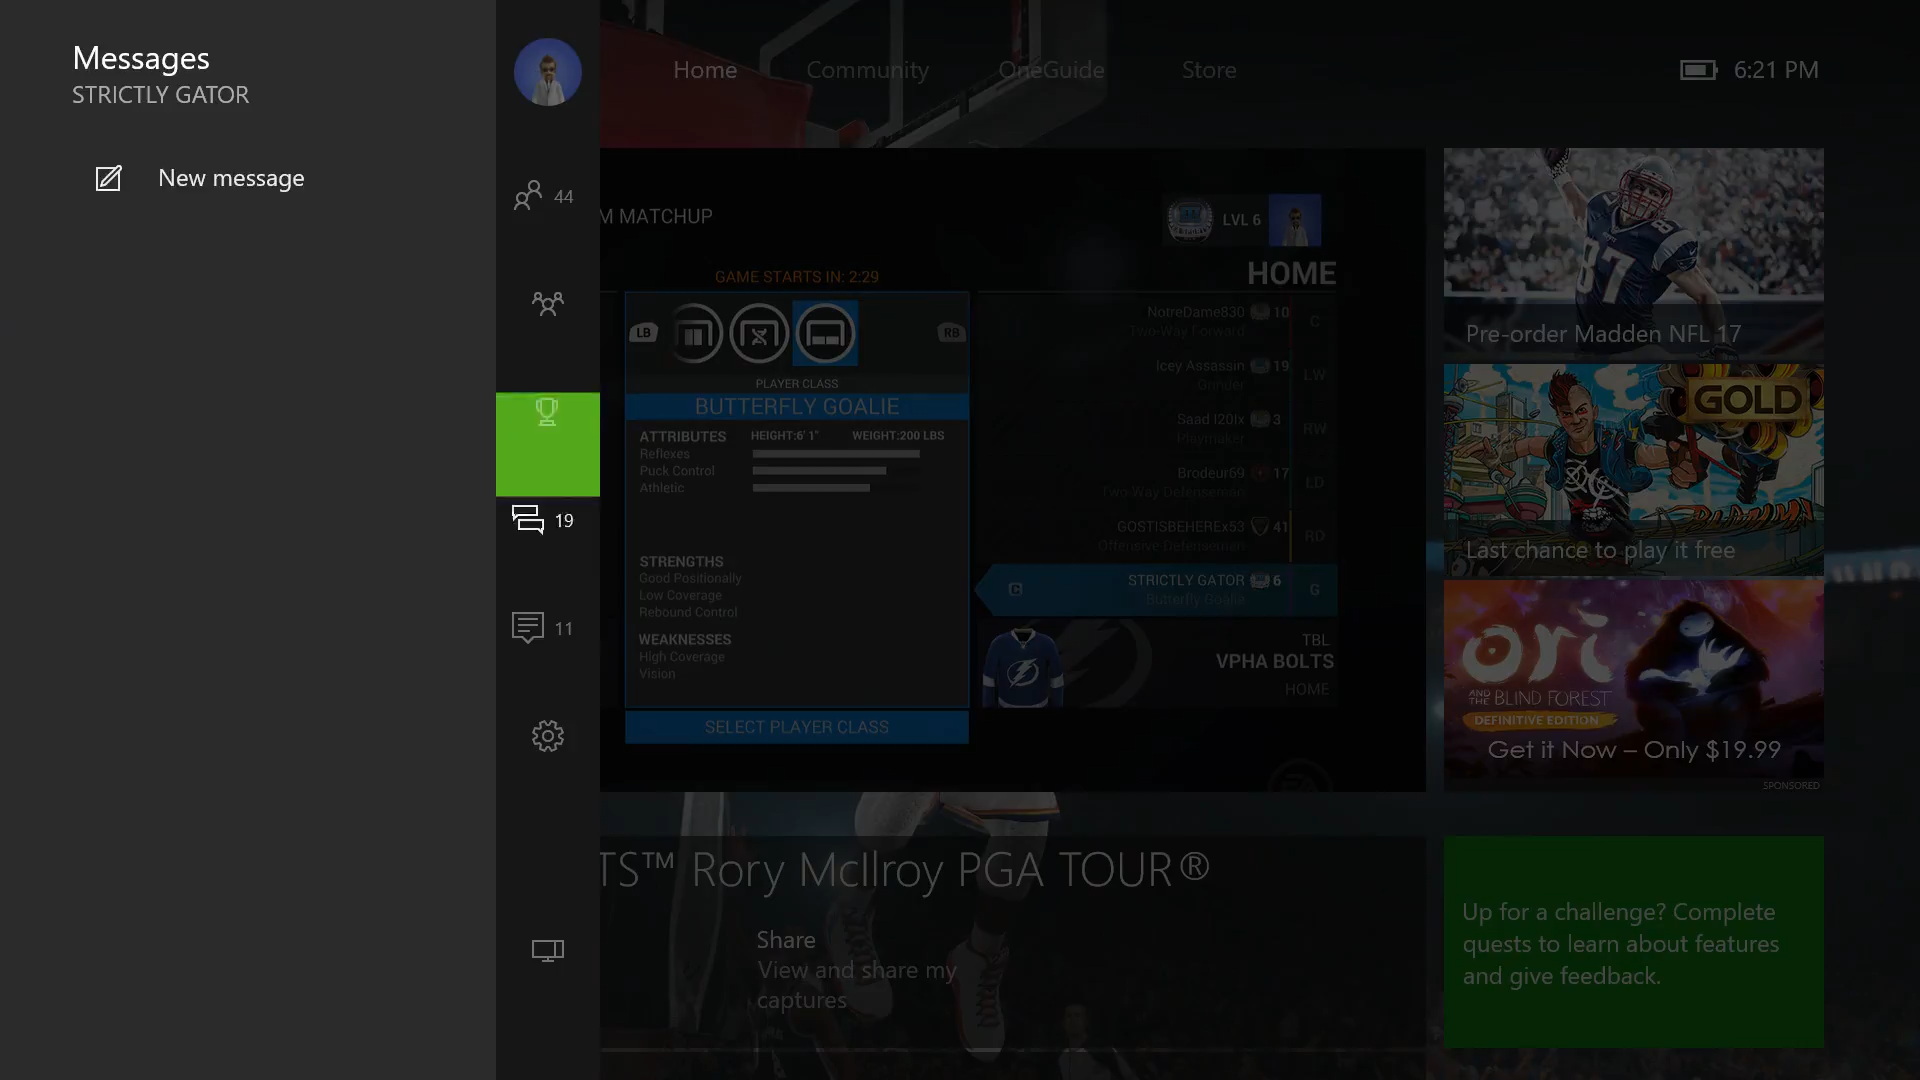 Messages
STRICTLY GATOR
New message
44
19
11
Home
Community
OneGuide
Store
6:21 PM
M MATCHUP
LVL 6
GAME STARTS IN: 2:29
LB
RB
PLAYER CLASS
BUTTERFLY GOALIE
ATTRIBUTES HEIGHT:6' 1" WEIGHT:200 LBS
Reflexes
Puck Control
Athletic
STRENGTHS
Good Positionally
Low Coverage
Rebound Control
WEAKNESSES
High Coverage
Vision
SELECT PLAYER CLASS
HOME
NotreDame830 10 C
Two-Way Forward
Icey Assassin 19 LW
Grinder
Saad I20Ix 3 RW
Playmaker
Brodeur69 17 LD
Two-Way Defenseman
GOSTISBEHEREx53 41 RD
Offensive Defenseman
C STRICTLY GATOR 6 G
Butterfly Goalie
TBL
VPHA BOLTS
HOME
87
Pre-order Madden NFL 17
GOLD
Last chance to play it free
ori
AND THE BLIND FOREST
DEFINITIVE EDITION
Get it Now – Only $19.99
SPONSORED
TS™ Rory McIlroy PGA TOUR®
Share
View and share my
captures
Up for a challenge? Complete
quests to learn about features
and give feedback.